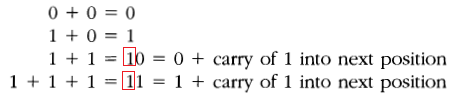 0 + 0 = 0
1 + 0 = 1
1 + 1 = 10 = 0 + carry of 1 into next position
1 + 1 + 1 = 11 = 1 + carry of 1 into next position